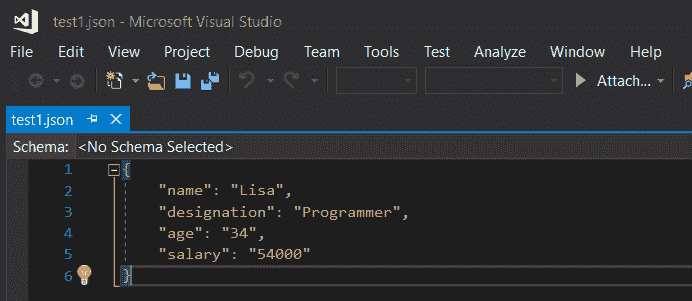 test1.json - Microsoft Visual Studio
File Edit View Project Debug Team Tools Test Analyze Window Help
Attach...
test1.json
Schema: <No Schema Selected>
1 {
2 "name": "Lisa",
3 "designation": "Programmer",
4 "age": "34",
5 "salary": "54000"
6 }